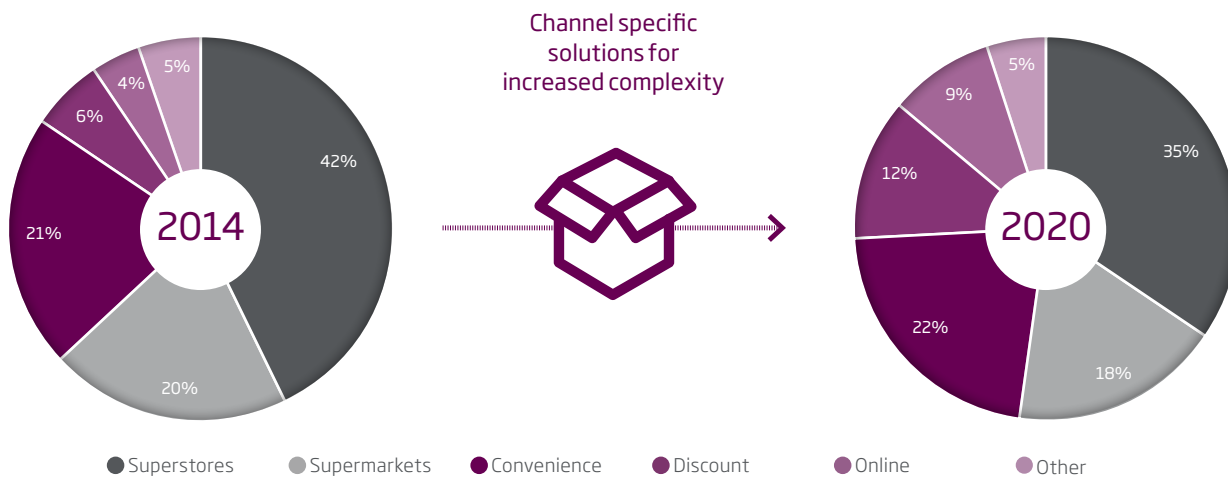 Channel specific
solutions for
increased complexity
5%
4%
6%
42%
21%
2014
20%
5%
9%
35%
12%
2020
22%
18%
Superstores
Supermarkets
Convenience
Discount
Online
Other